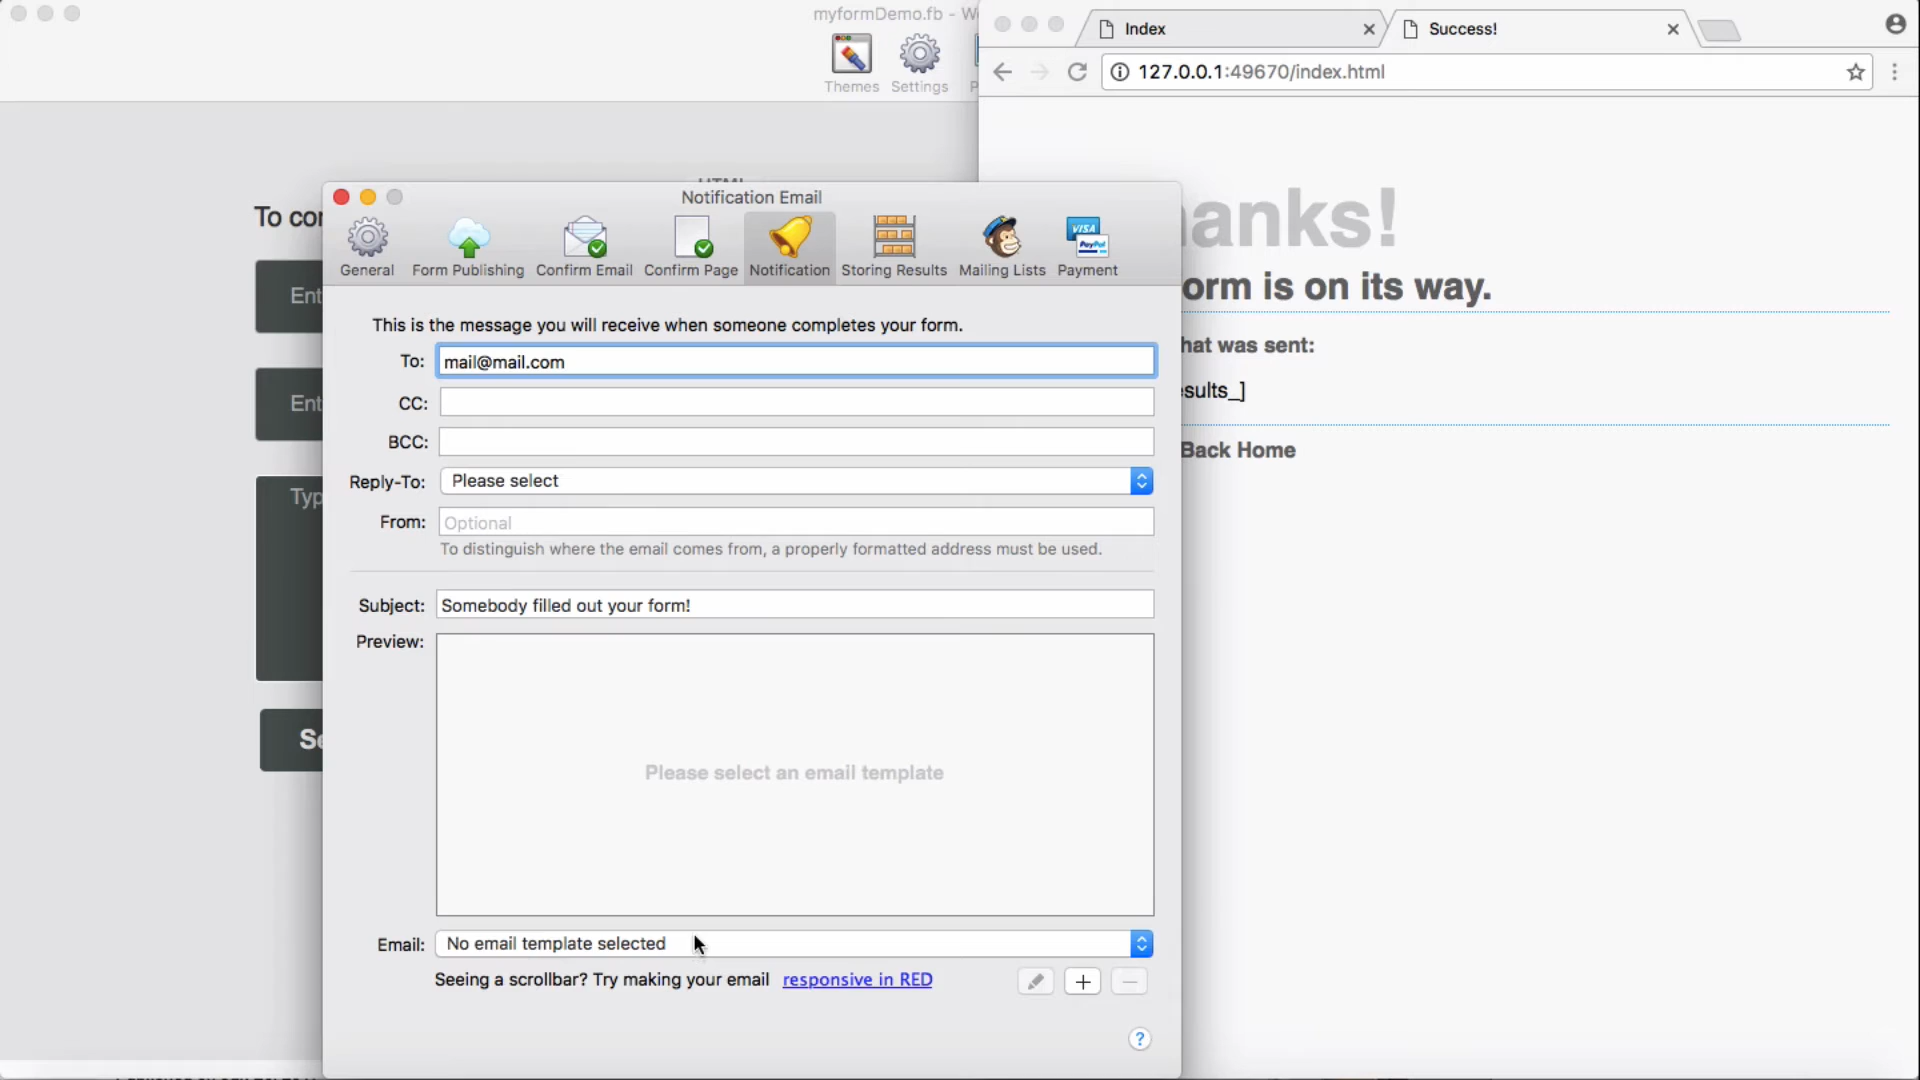 myformDemo.fb - W
Themes
Settings
Index
Success!
127.0.0.1:49670/index.html
To cor
Ent
Ent
Typ
Se
Notification Email
General
Form Publishing
Confirm Email
Confirm Page
Notification
Storing Results
Mailing Lists
VISA
PayPal
Payment
This is the message you will receive when someone completes your form.
To: mail@mail.com
CC:
BCC:
Reply-To: Please select
From: Optional
To distinguish where the email comes from, a properly formatted address must be used.
Subject: Somebody filled out your form!
Preview:
Please select an email template
Email: No email template selected
Seeing a scrollbar? Try making your email responsive in RED
?
anks!
orm is on its way.
hat was sent:
sults_]
Back Home